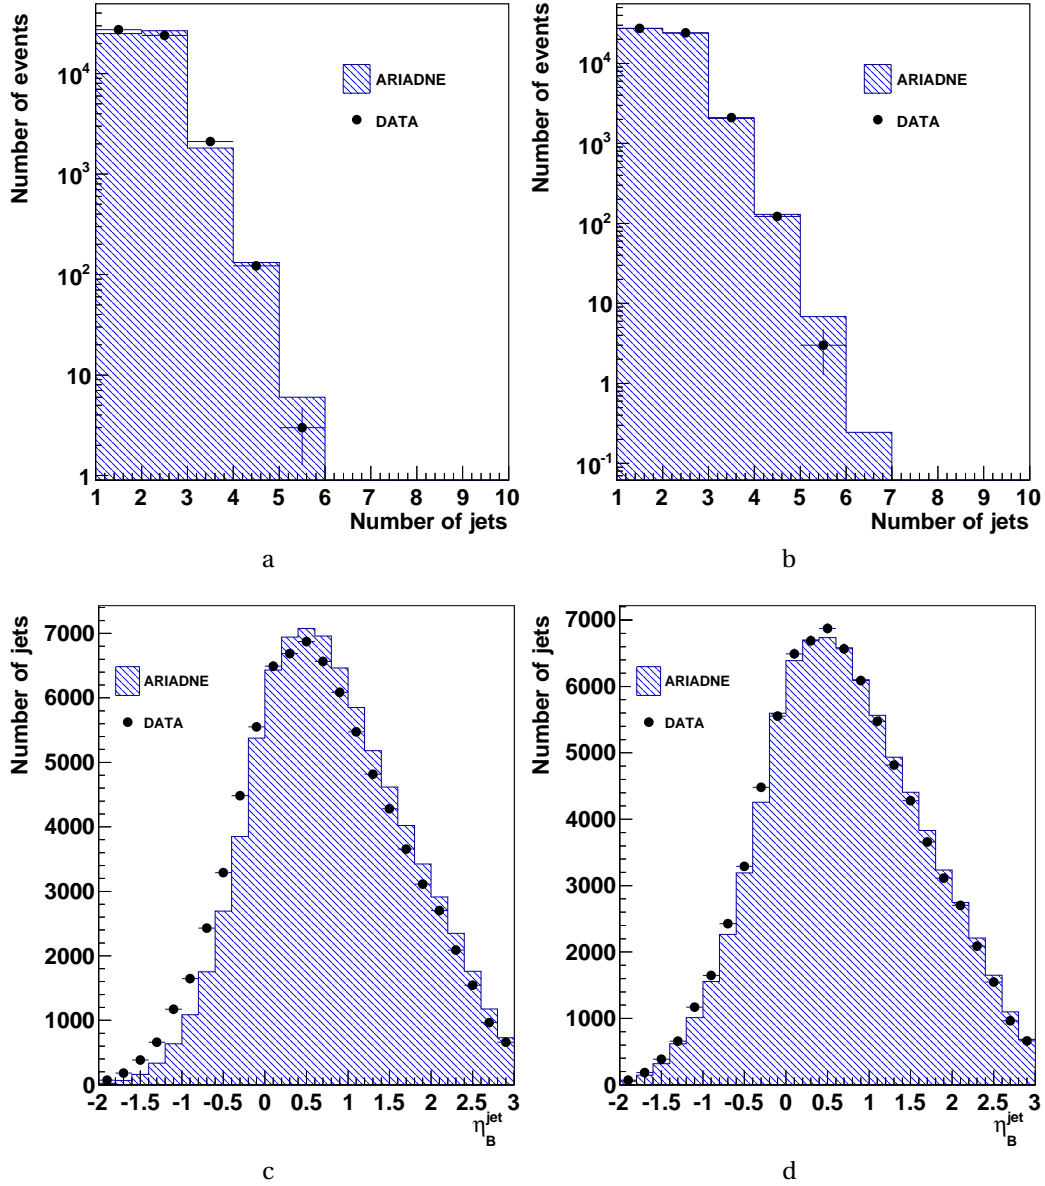 Number of events
10^4
10^3
10^2
10
1
1 2 3 4 5 6 7 8 9 10
Number of jets
ARIADNE
DATA
a
Number of events
10^4
10^3
10^2
10
1
10^-1
1 2 3 4 5 6 7 8 9 10
Number of jets
ARIADNE
DATA
b
Number of jets
7000
6000
5000
4000
3000
2000
1000
0
-2 -1.5 -1 -0.5 0 0.5 1 1.5 2 2.5 3
η_B^jet
ARIADNE
DATA
c
Number of jets
7000
6000
5000
4000
3000
2000
1000
0
-2 -1.5 -1 -0.5 0 0.5 1 1.5 2 2.5 3
η_B^jet
ARIADNE
DATA
d